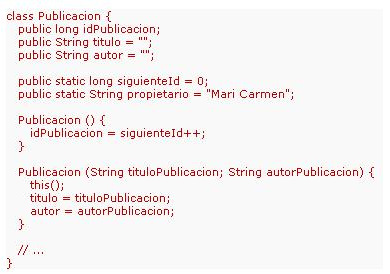 class Publicacion {
public long idPublicacion;
public String titulo = "";
public String autor = "";
public static long siguienteId = 0;
public static String propietario = "Mari Carmen";
Publicacion () {
idPublicacion = siguienteId++;
}
Publicacion (String tituloPublicacion; String autorPublicacion) {
this();
titulo = tituloPublicacion;
autor = autorPublicacion;
}
// ...
}